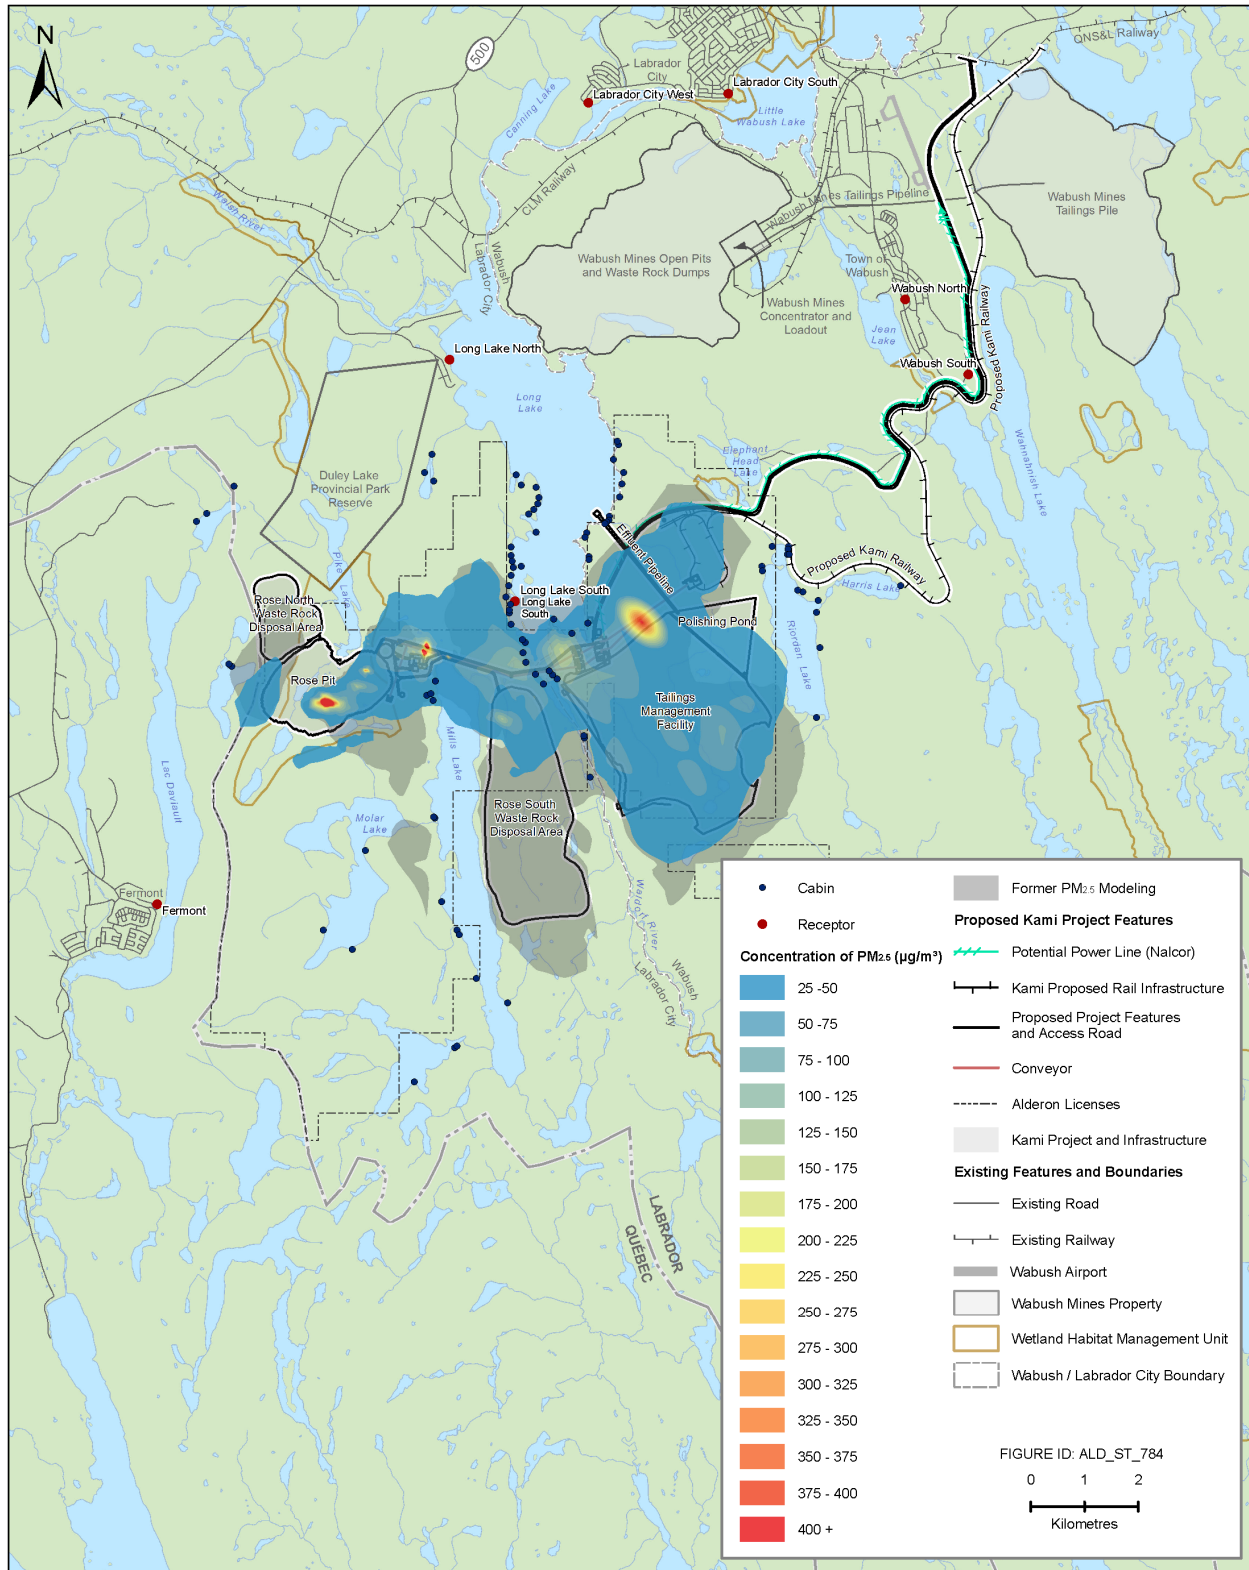 N
500
QNS&L Railway
Labrador
City
Labrador City South
Labrador City West
Canning Lake
Little
Wabush Lake
CLM Railway
Walsh River
Wabush Mines Tailings Pipeline
Wabush Mines
Tailings Pile
Wabush
Labrador City
Wabush Mines Open Pits
and Waste Rock Dumps
Town of
Wabush
Wabush North
Wabush Mines
Concentrator and
Loadout
Jean
Lake
Long Lake North
Wabush South
Proposed Kami Railway
Long
Lake
Wahnahnish Lake
Elephant
Head
Lake
Duley Lake
Provincial Park
Reserve
Effluent Pipeline
Proposed Kami Railway
Harris Lake
Pike Lake
Long Lake South
Long Lake
South
Rose North
Waste Rock
Disposal Area
Polishing Pond
Riordan Lake
Rose Pit
Tailings
Management
Facility
Mills Lake
Lac Daviault
Rose South
Waste Rock
Disposal Area
Molar
Lake
Waldorf River
Wabush
Labrador City
Fermont
Fermont
LABRADOR
QUÉBEC
Cabin
Receptor
Concentration of PM2.5 (µg/m³)
25 -50
50 -75
75 - 100
100 - 125
125 - 150
150 - 175
175 - 200
200 - 225
225 - 250
250 - 275
275 - 300
300 - 325
325 - 350
350 - 375
375 - 400
400 +
Former PM2.5 Modeling
Proposed Kami Project Features
Potential Power Line (Nalcor)
Kami Proposed Rail Infrastructure
Proposed Project Features
and Access Road
Conveyor
Alderon Licenses
Kami Project and Infrastructure
Existing Features and Boundaries
Existing Road
Existing Railway
Wabush Airport
Wabush Mines Property
Wetland Habitat Management Unit
Wabush / Labrador City Boundary
FIGURE ID: ALD_ST_784
0 1 2
Kilometres